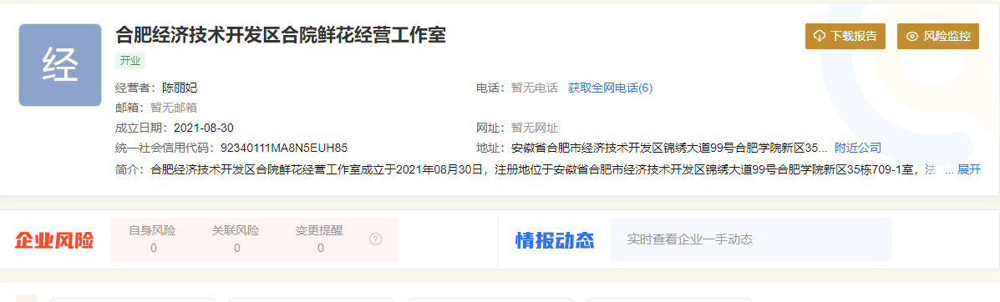 经
合肥经济技术开发区合院鲜花经营工作室
下载报告
风险监控
开业
经营者：陈丽妃
电话：暂无电话 获取全网电话(6)
邮箱：暂无邮箱
成立日期：2021-08-30
网址：暂无网址
统一社会信用代码：92340111MA8N5EUH85
地址：安徽省合肥市经济技术开发区锦绣大道99号合肥学院新区35... 附近公司
简介：合肥经济技术开发区合院鲜花经营工作室成立于2021年08月30日，注册地位于安徽省合肥市经济技术开发区锦绣大道99号合肥学院新区35栋709-1室，法 ... 展开
企业风险
自身风险 关联风险 变更提醒
0 0 0
?
情报动态
实时查看企业一手动态